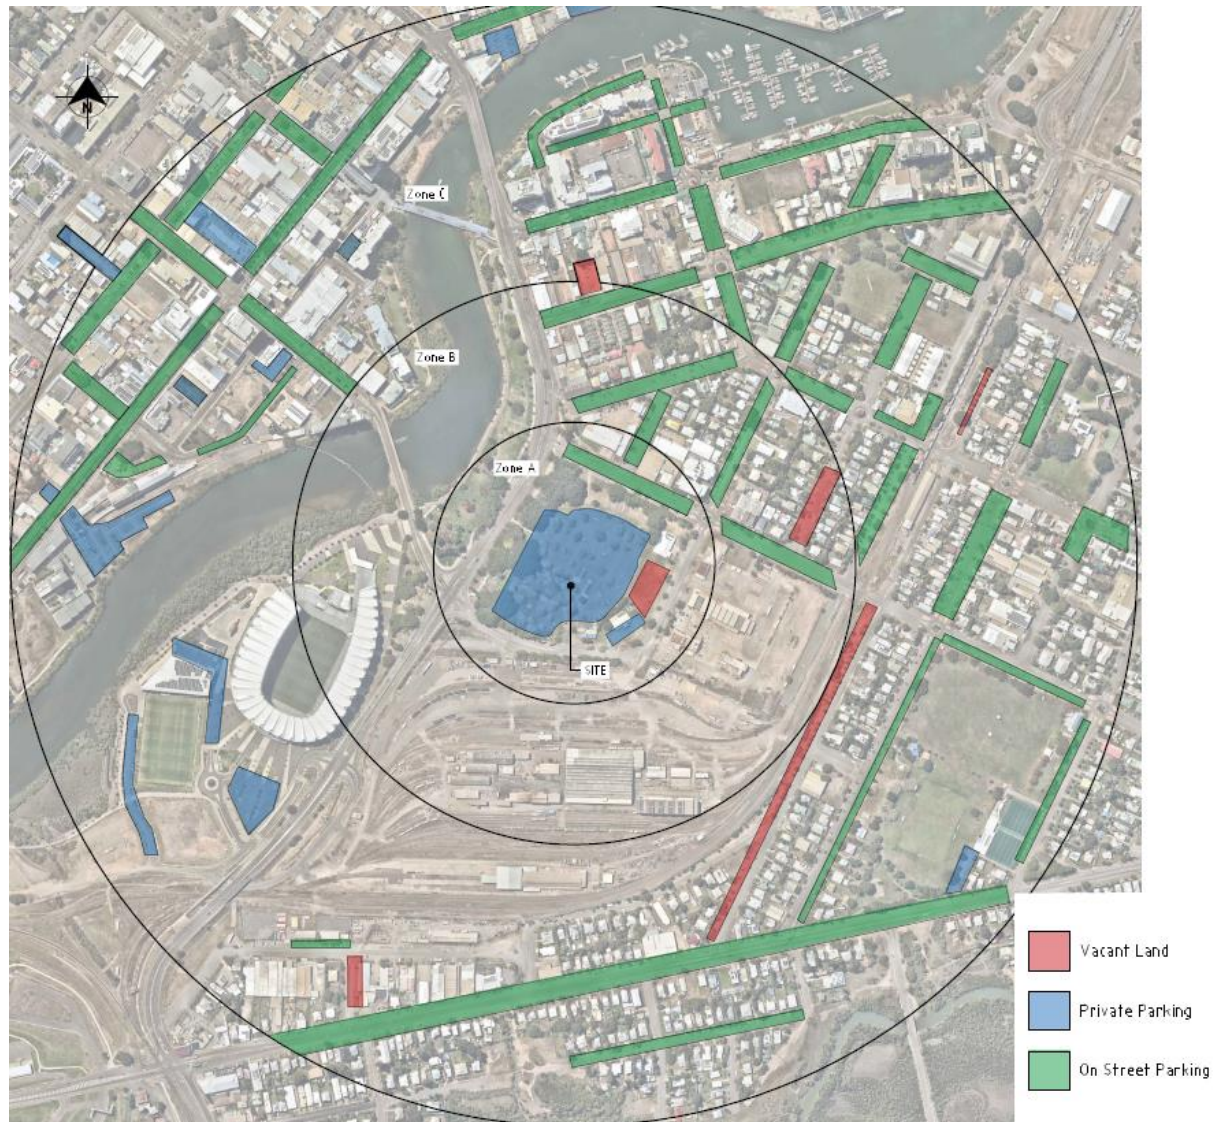 N
Zone C
Zone B
Zone A
SITE
Vacant Land
Private Parking
On Street Parking